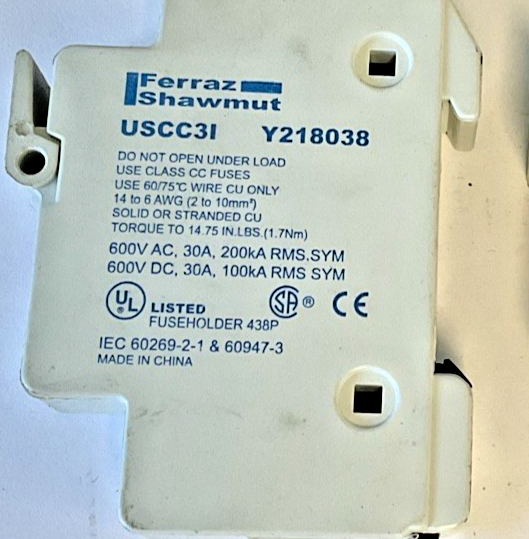 Ferraz
Shawmut
USCC3I Y218038
DO NOT OPEN UNDER LOAD
USE CLASS CC FUSES
USE 60/75°C WIRE CU ONLY
14 to 6 AWG (2 to 10mm²)
SOLID OR STRANDED CU
TORQUE TO 14.75 IN.LBS.(1.7Nm)
600V AC, 30A, 200kA RMS.SYM
600V DC, 30A, 100kA RMS SYM
UL LISTED SA ® CE
FUSEHOLDER 438P
IEC 60269-2-1 & 60947-3
MADE IN CHINA